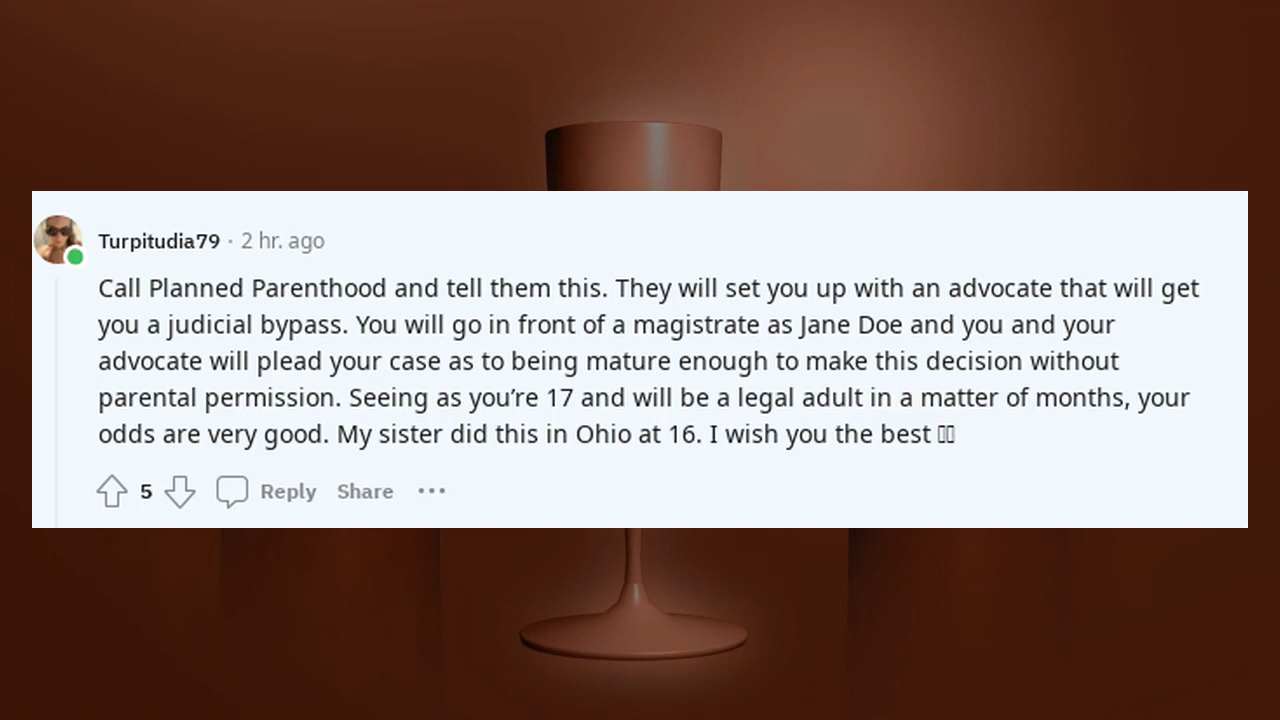 Turpitudia79 · 2 hr. ago
Call Planned Parenthood and tell them this. They will set you up with an advocate that will get
you a judicial bypass. You will go in front of a magistrate as Jane Doe and you and your
advocate will plead your case as to being mature enough to make this decision without
parental permission. Seeing as you’re 17 and will be a legal adult in a matter of months, your
odds are very good. My sister did this in Ohio at 16. I wish you the best
5 Reply Share